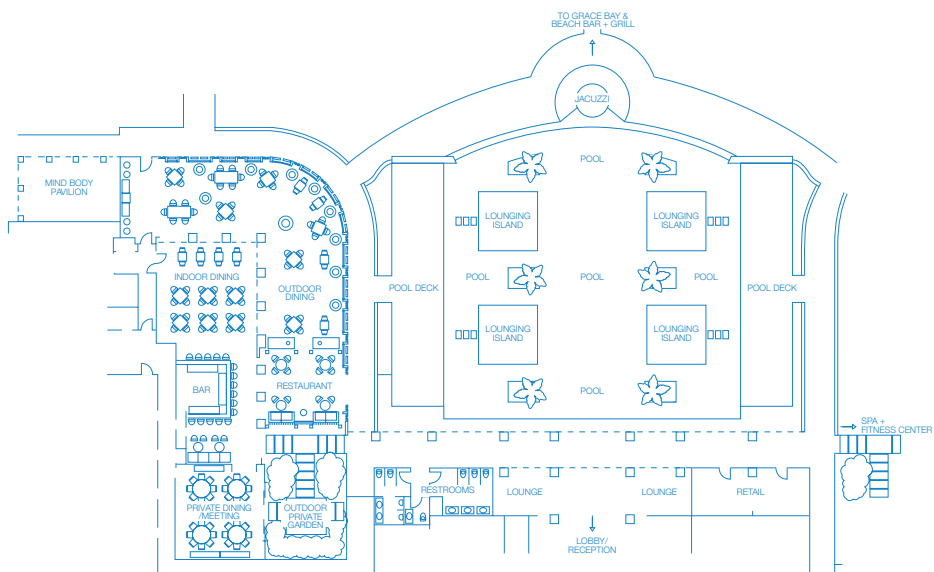 TO GRACE BAY &
BEACH BAR + GRILL
JACUZZI
POOL
MIND BODY
PAVILION
LOUNGING
ISLAND
LOUNGING
ISLAND
INDOOR DINING
OUTDOOR
DINING
POOL DECK
POOL
POOL
POOL
POOL DECK
LOUNGING
ISLAND
LOUNGING
ISLAND
BAR
RESTAURANT
POOL
SPA +
FITNESS CENTER
RESTROOMS
LOUNGE
LOUNGE
RETAIL
PRIVATE DINING
/MEETING
OUTDOOR
PRIVATE
GARDEN
LOBBY/
RECEPTION